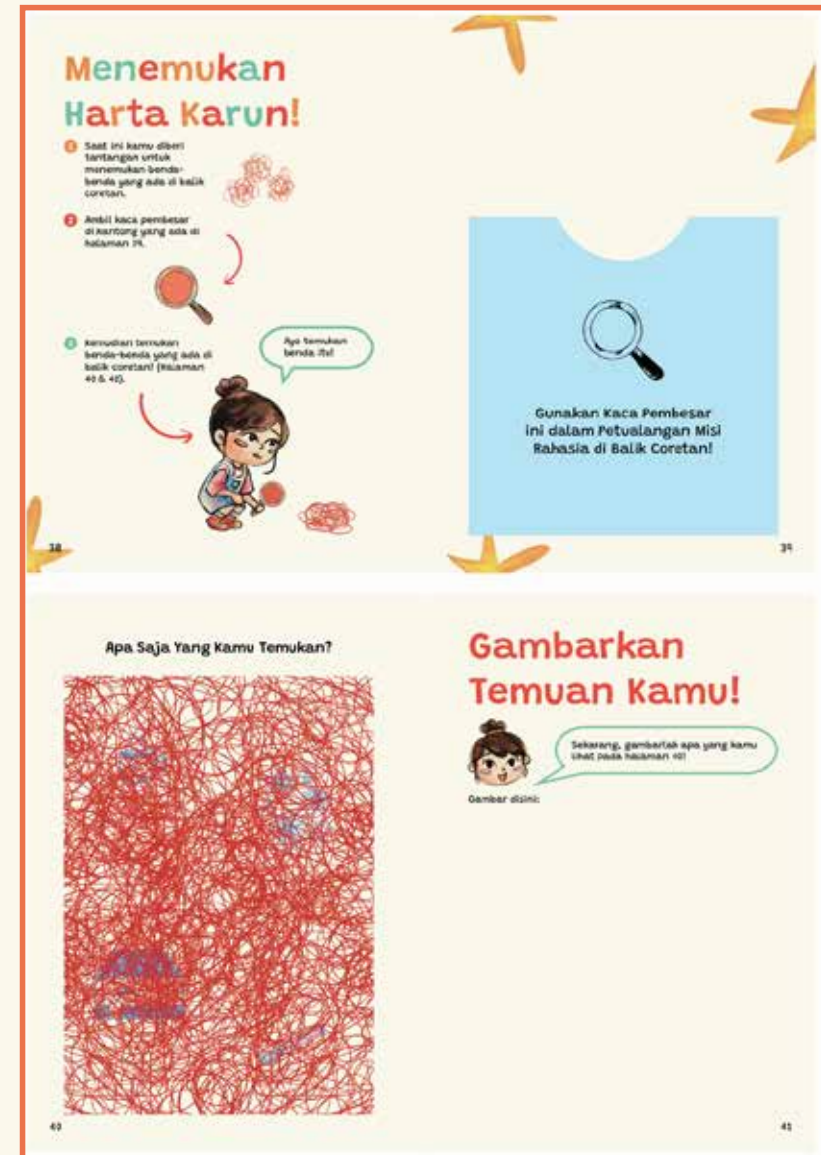 Menemukan
Harta Karun!
1 Saat ini kamu diberi
tantangan untuk
menemukan benda-
benda yang ada di balik
coretan.
2 Ambil kaca pembesar
di kantong yang ada di
halaman 39.
3 Kemudian temukan
benda-benda yang ada di
balik coretan! (Halaman
40 & 42).
Ayo temukan
benda itu!
38
Gunakan Kaca Pembesar
ini dalam Petualangan Misi
Rahasia di Balik Coretan!
39
Apa Saja Yang Kamu Temukan?
40
Gambarkan
Temuan Kamu!
Sekarang, gambarlah apa yang kamu
lihat pada halaman 40!
Gambar disini:
41